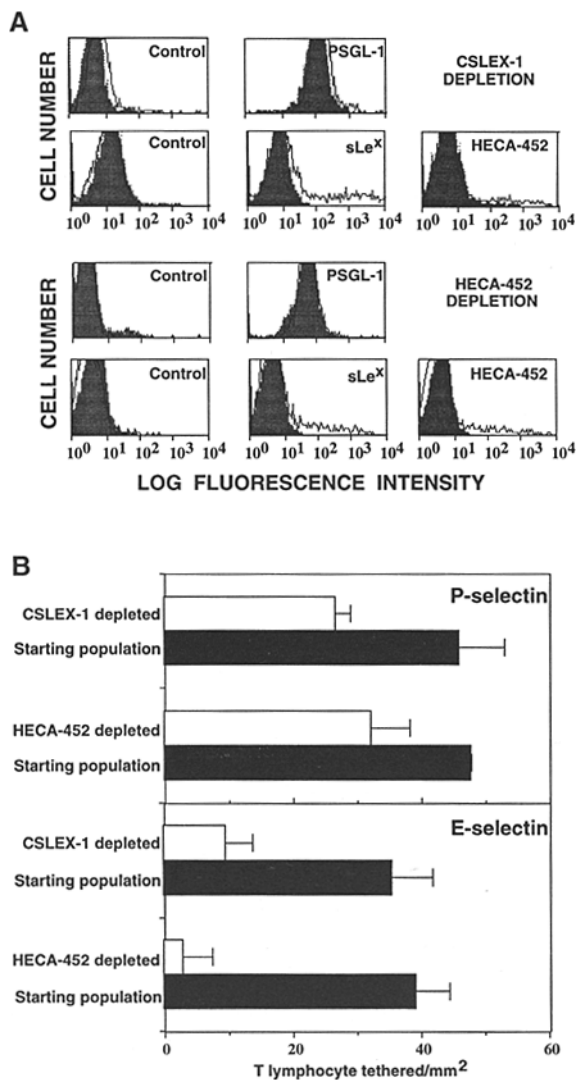 A
CELL NUMBER
Control
PSGL-1
CSLEX-1
DEPLETION
Control
sLeˣ
HECA-452
10⁰ 10¹ 10² 10³ 10⁴
10⁰ 10¹ 10² 10³ 10⁴
10⁰ 10¹ 10² 10³ 10⁴
CELL NUMBER
Control
PSGL-1
HECA-452
DEPLETION
Control
sLeˣ
HECA-452
10⁰ 10¹ 10² 10³ 10⁴
10⁰ 10¹ 10² 10³ 10⁴
10⁰ 10¹ 10² 10³ 10⁴
LOG FLUORESCENCE INTENSITY
B
P-selectin
CSLEX-1 depleted
Starting population
HECA-452 depleted
Starting population
E-selectin
CSLEX-1 depleted
Starting population
HECA-452 depleted
Starting population
0 20 40 60
T lymphocyte tethered/mm²